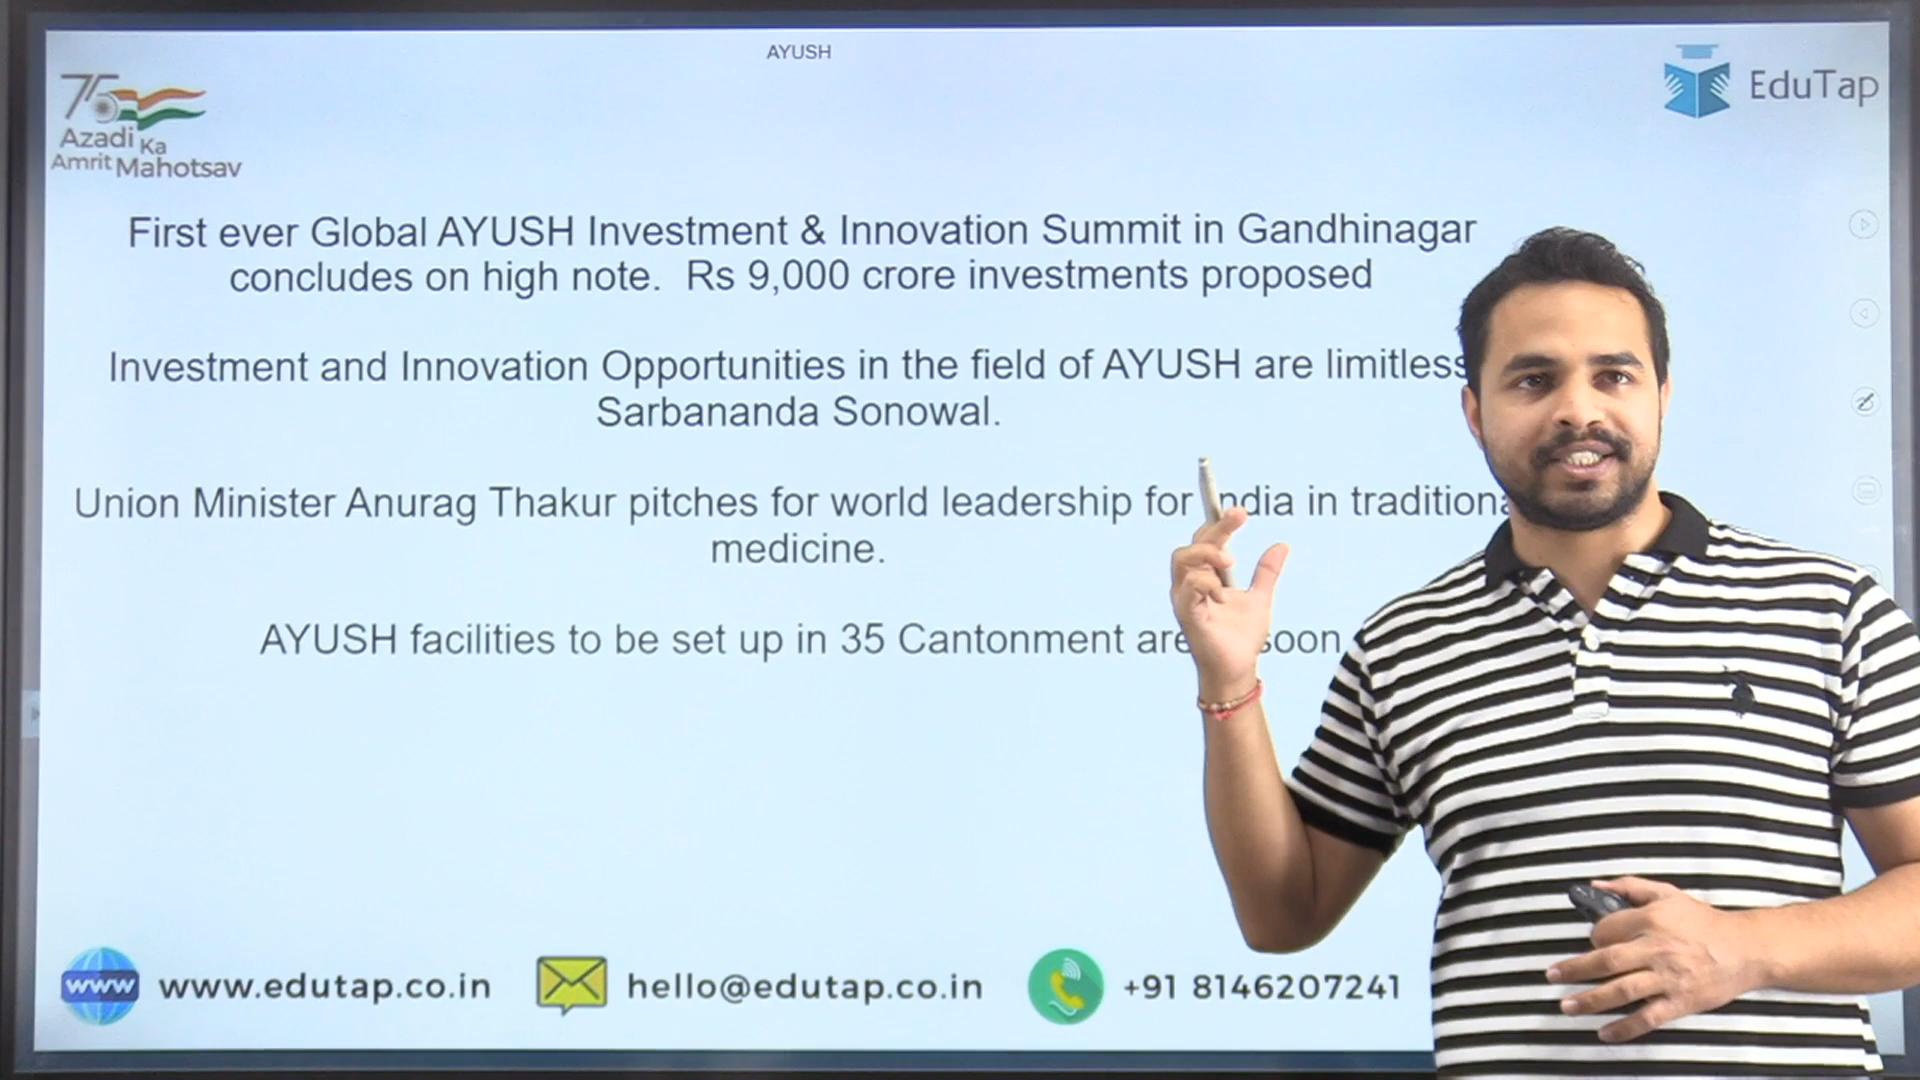 AYUSH
75
Azadi Ka
Amrit Mahotsav
EduTap
First ever Global AYUSH Investment & Innovation Summit in Gandhinagar
concludes on high note. Rs 9,000 crore investments proposed
Investment and Innovation Opportunities in the field of AYUSH are limitless
Sarbananda Sonowal.
Union Minister Anurag Thakur pitches for world leadership for India in traditional
medicine.
AYUSH facilities to be set up in 35 Cantonment soon
www www.edutap.co.in hello@edutap.co.in +91 8146207241